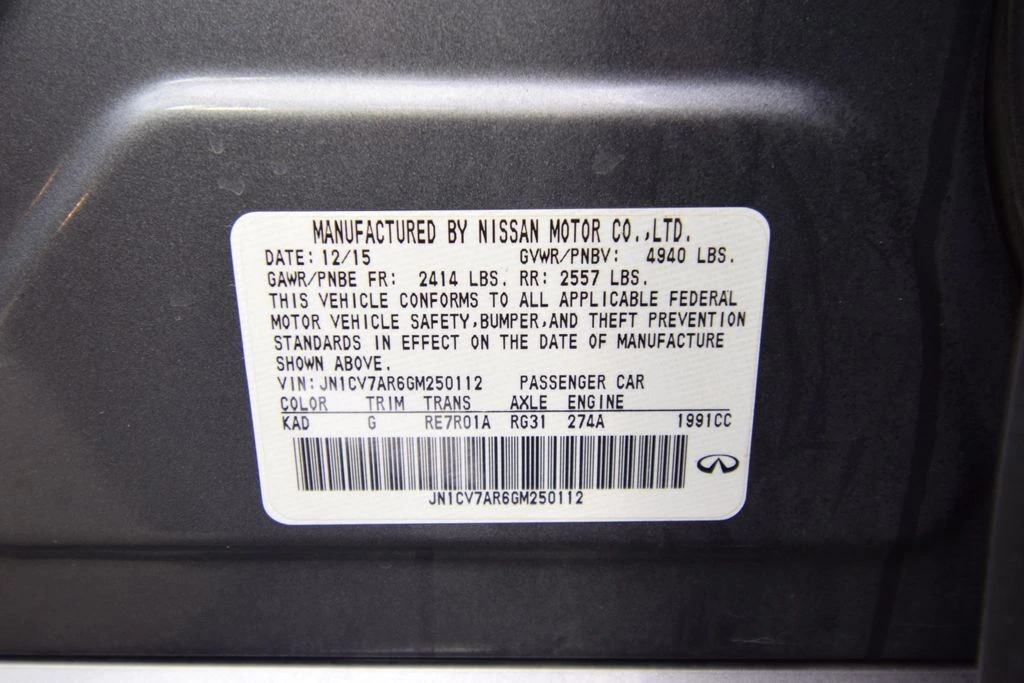 MANUFACTURED BY NISSAN MOTOR CO.,LTD.
DATE: 12/15 GVWR/PNBV: 4940 LBS.
GAWR/PNBE FR: 2414 LBS. RR: 2557 LBS.
THIS VEHICLE CONFORMS TO ALL APPLICABLE FEDERAL
MOTOR VEHICLE SAFETY,BUMPER,AND THEFT PREVENTION
STANDARDS IN EFFECT ON THE DATE OF MANUFACTURE
SHOWN ABOVE.
VIN:JN1CV7AR6GM250112 PASSENGER CAR
COLOR TRIM TRANS AXLE ENGINE
KAD G RE7R01A RG31 274A 1991CC
JN1CV7AR6GM250112